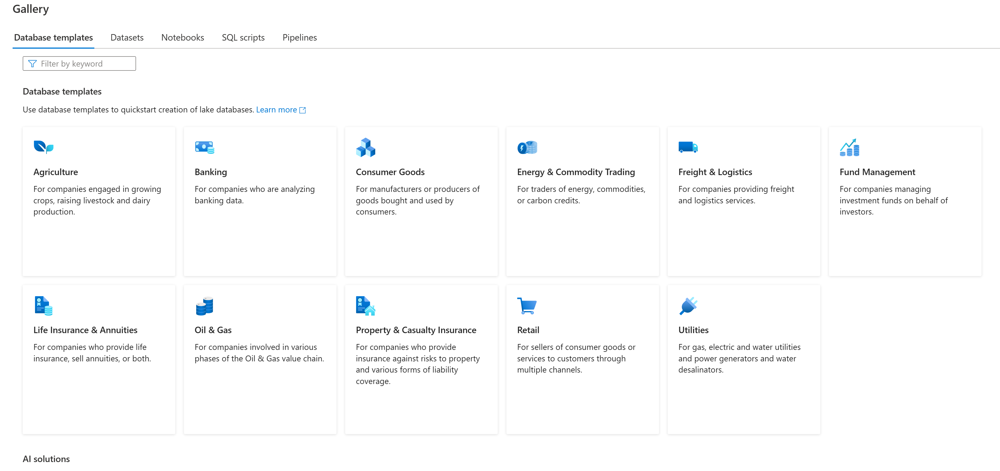 Gallery
Database templates
Datasets
Notebooks
SQL scripts
Pipelines
Filter by keyword
Database templates
Use database templates to quickstart creation of lake databases. Learn more
Agriculture
For companies engaged in growing
crops, raising livestock and dairy
production.
Banking
For companies who are analyzing
banking data.
Consumer Goods
For manufacturers or producers of
goods bought and used by
consumers.
Energy & Commodity Trading
For traders of energy, commodities,
or carbon credits.
Freight & Logistics
For companies providing freight
and logistics services.
Fund Management
For companies managing
investment funds on behalf of
investors.
Life Insurance & Annuities
For companies who provide life
insurance, sell annuities, or both.
Oil & Gas
For companies involved in various
phases of the Oil & Gas value chain.
Property & Casualty Insurance
For companies who provide
insurance against risks to property
and various forms of liability
coverage.
Retail
For sellers of consumer goods or
services to customers through
multiple channels.
Utilities
For gas, electric and water utilities
and power generators and water
desalinators.
AI solutions